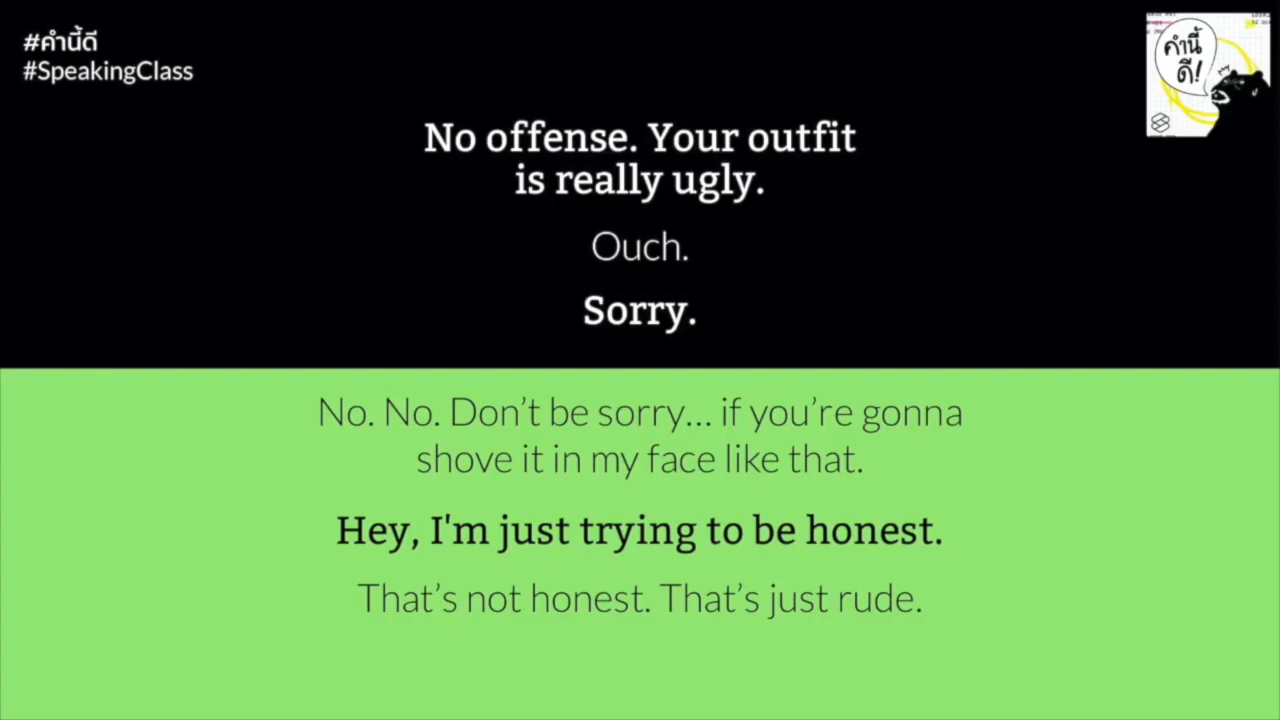 #คำนี้ดี
#SpeakingClass
คำนี้
ดี!
No offense. Your outfit
is really ugly.
Ouch.
Sorry.
No. No. Don’t be sorry… if you’re gonna
shove it in my face like that.
Hey, I'm just trying to be honest.
That’s not honest. That’s just rude.